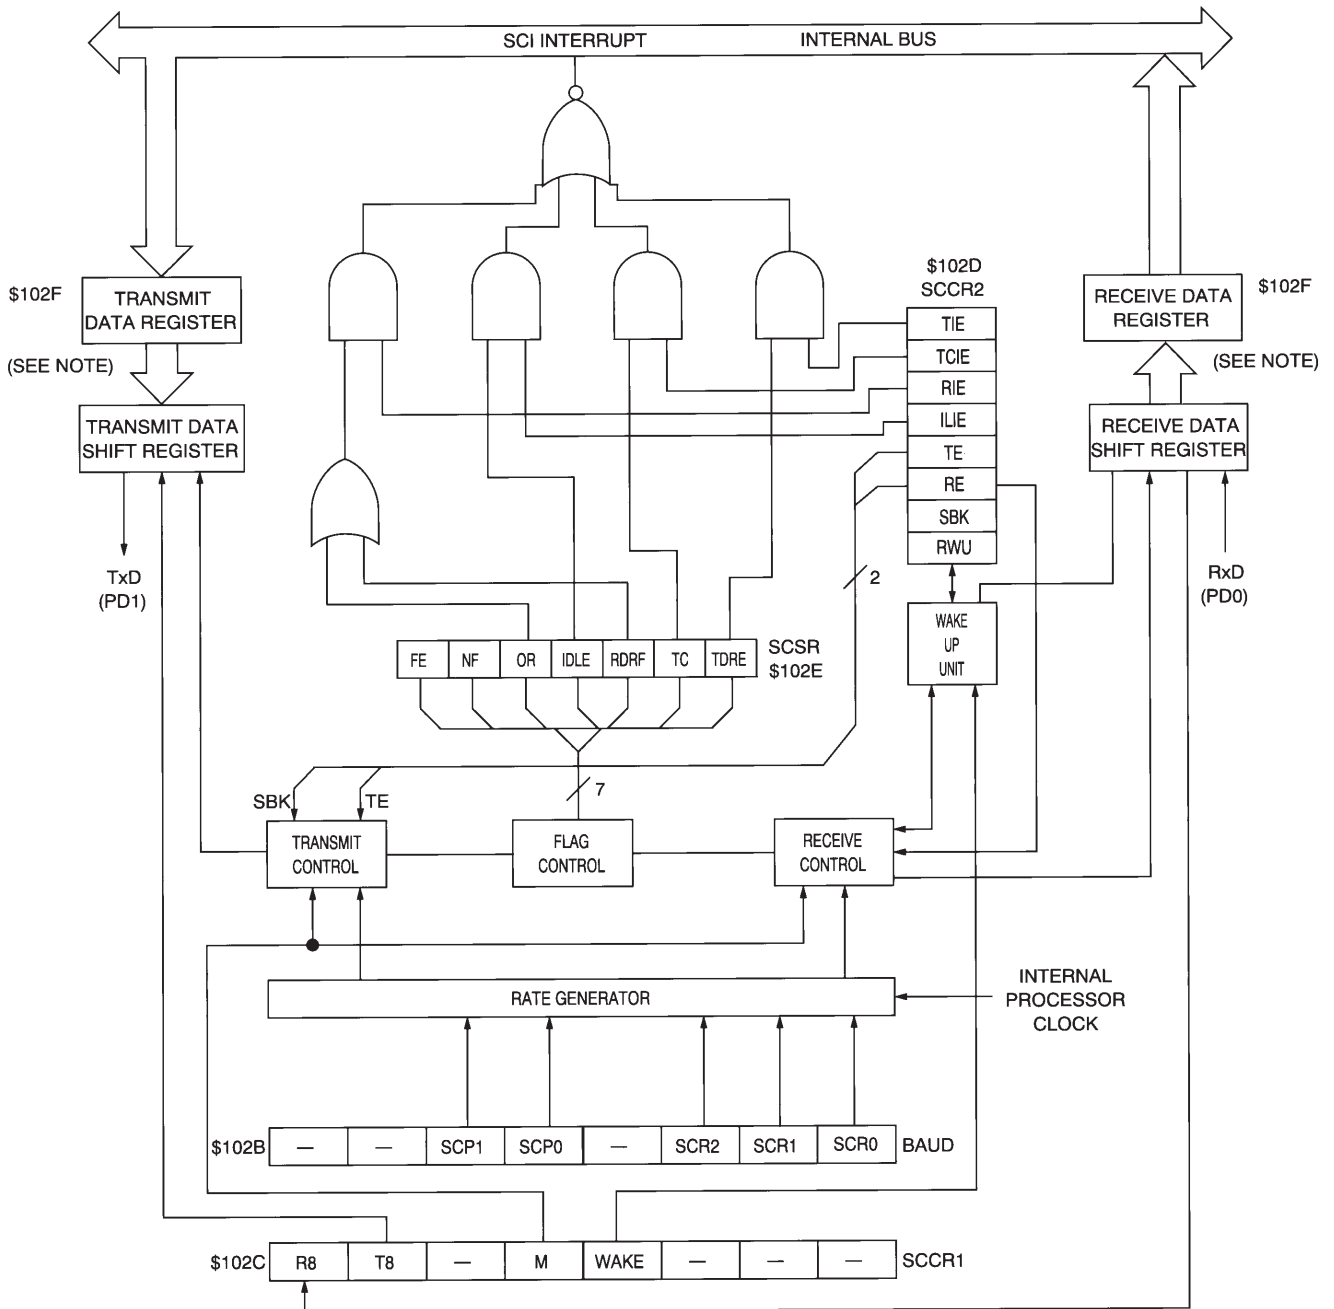 SCI INTERRUPT
INTERNAL BUS
$102D
SCCR2
$102F
TRANSMIT
DATA REGISTER
RECEIVE DATA
REGISTER
$102F
TIE
TCIE
RIE
ILIE
TE
RE
SBK
RWU
(SEE NOTE)
(SEE NOTE)
TRANSMIT DATA
SHIFT REGISTER
RECEIVE DATA
SHIFT REGISTER
TxD
(PD1)
2
RxD
(PD0)
WAKE
UP
UNIT
FE NF OR IDLE RDRF TC TDRE
SCSR
$102E
7
SBK
TE
TRANSMIT
CONTROL
FLAG
CONTROL
RECEIVE
CONTROL
RATE GENERATOR
INTERNAL
PROCESSOR
CLOCK
$102B — — SCP1 SCP0 — SCR2 SCR1 SCR0 BAUD
$102C R8 T8 — M WAKE — — — SCCR1